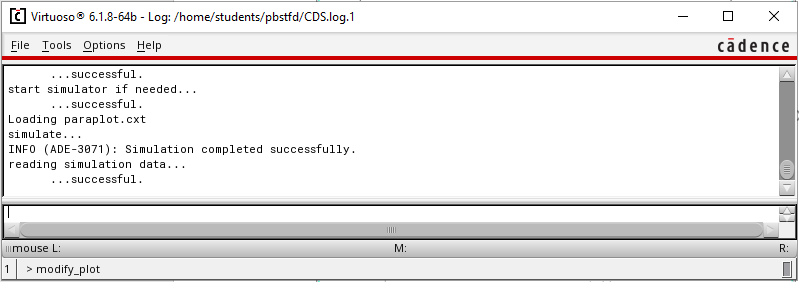 Virtuoso® 6.1.8-64b - Log: /home/students/pbstfd/CDS.log.1
File Tools Options Help
cādence
...successful.
start simulator if needed...
...successful.
Loading paraplot.cxt
simulate...
INFO (ADE-3071): Simulation completed successfully.
reading simulation data...
...successful.
mouse L: M: R:
1 > modify_plot